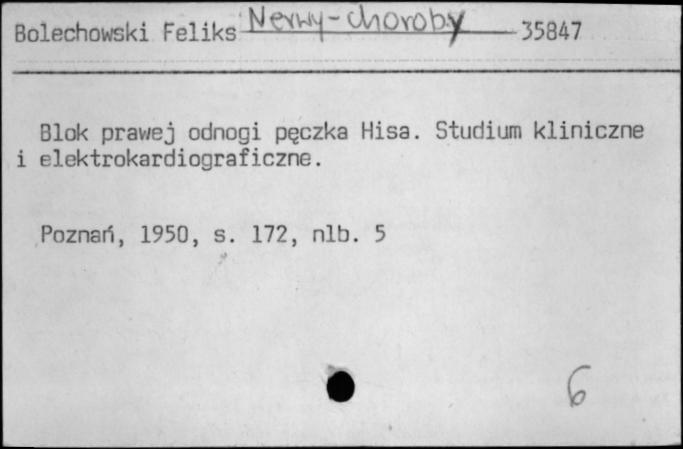 Bolechowski Feliks Nerwy-choroby 35847
Blok prawej odnogi pęczka Hisa. Studium kliniczne
i elektrokardiograficzne.
Poznań, 1950, s. 172, nlb. 5
6